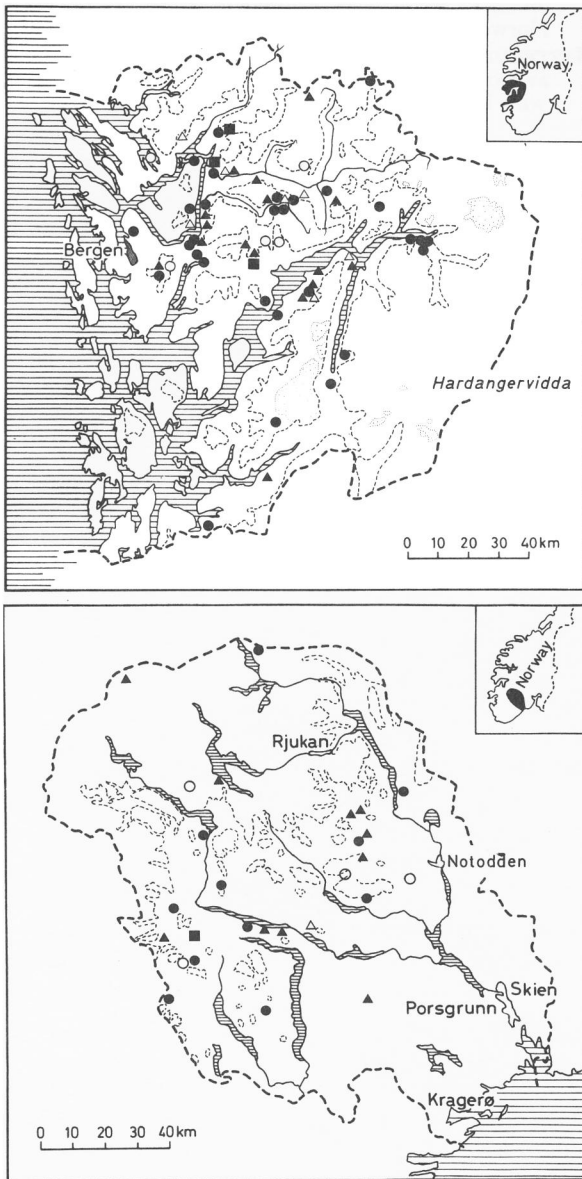 Norway
Bergen
Hardangervidda
0 10 20 30 40 km
Norway
Rjukan
Notodden
Skien
Porsgrunn
Kragerø
0 10 20 30 40 km